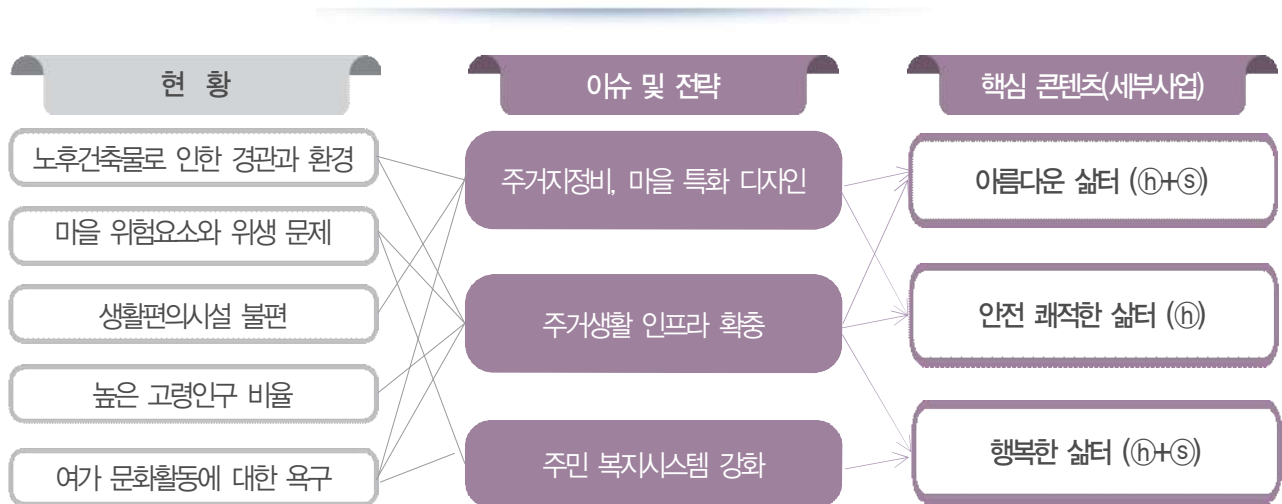 현 황
노후건축물로 인한 경관과 환경
마을 위험요소와 위생 문제
생활편의시설 불편
높은 고령인구 비율
여가 문화활동에 대한 욕구
이슈 및 전략
주거지정비, 마을 특화 디자인
주거생활 인프라 확충
주민 복지시스템 강화
핵심 콘텐츠(세부사업)
아름다운 삶터 (ⓗ+ⓢ)
안전 쾌적한 삶터 (ⓗ)
행복한 삶터 (ⓗ+ⓢ)